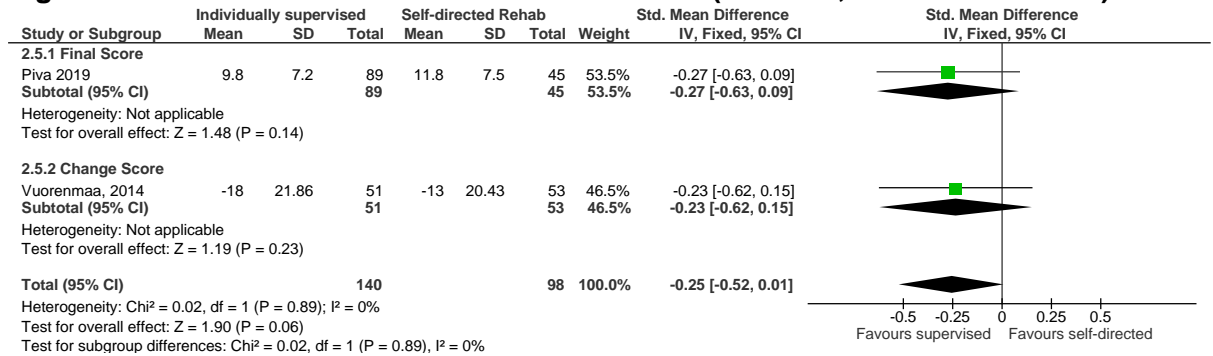 Individually supervised Self-directed Rehab Std. Mean Difference Std. Mean Difference
Study or Subgroup Mean SD Total Mean SD Total Weight IV, Fixed, 95% CI IV, Fixed, 95% CI
2.5.1 Final Score
Piva 2019 9.8 7.2 89 11.8 7.5 45 53.5% -0.27 [-0.63, 0.09]
Subtotal (95% CI) 89 45 53.5% -0.27 [-0.63, 0.09]
Heterogeneity: Not applicable
Test for overall effect: Z = 1.48 (P = 0.14)
2.5.2 Change Score
Vuorenmaa, 2014 -18 21.86 51 -13 20.43 53 46.5% -0.23 [-0.62, 0.15]
Subtotal (95% CI) 51 53 46.5% -0.23 [-0.62, 0.15]
Heterogeneity: Not applicable
Test for overall effect: Z = 1.19 (P = 0.23)
Total (95% CI) 140 98 100.0% -0.25 [-0.52, 0.01]
Heterogeneity: Chi² = 0.02, df = 1 (P = 0.89); I² = 0%
Test for overall effect: Z = 1.90 (P = 0.06)
Test for subgroup differences: Chi² = 0.02, df = 1 (P = 0.89), I² = 0%
-0.5 -0.25 0 0.25 0.5
Favours supervised Favours self-directed